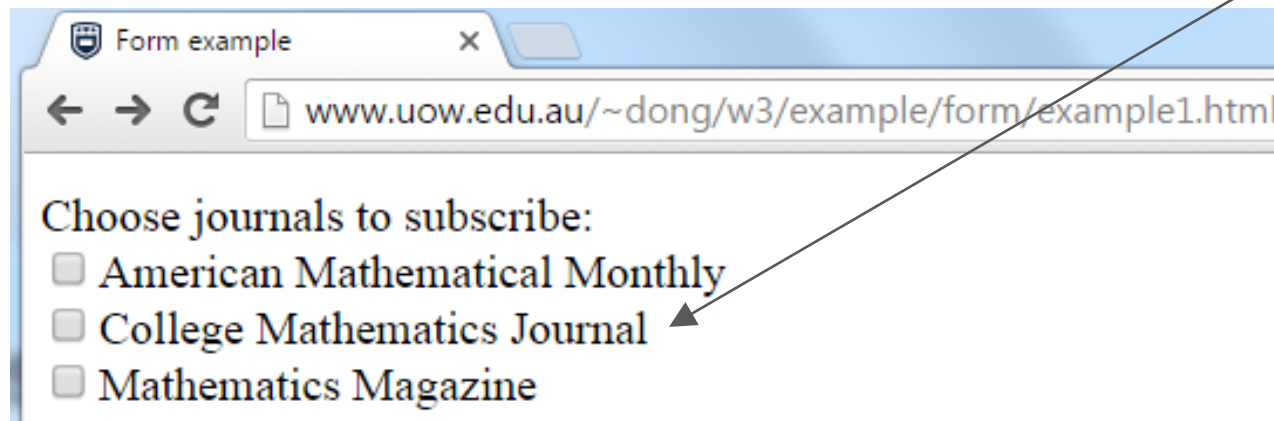 Form example
www.uow.edu.au/~dong/w3/example/form/example1.html
Choose journals to subscribe:
American Mathematical Monthly
College Mathematics Journal
Mathematics Magazine